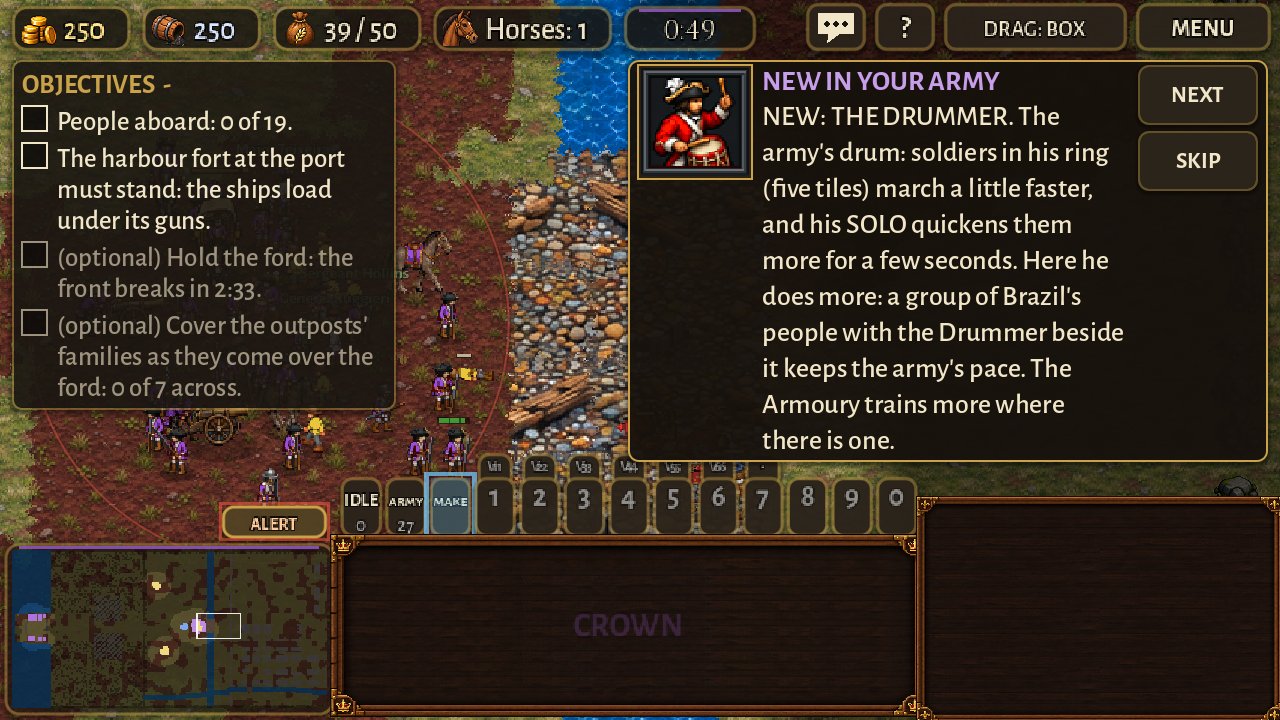 250
250
39 / 50
Horses: 1
0:49
?
DRAG: BOX
MENU
OBJECTIVES -
People aboard: 0 of 19.
The harbour fort at the port
must stand: the ships load
under its guns.
(optional) Hold the ford: the
front breaks in 2:33.
(optional) Cover the outposts'
families as they come over the
ford: 0 of 7 across.
NEW IN YOUR ARMY
NEW: THE DRUMMER. The
army's drum: soldiers in his ring
(five tiles) march a little faster,
and his SOLO quickens them
more for a few seconds. Here he
does more: a group of Brazil's
people with the Drummer beside
it keeps the army's pace. The
Armoury trains more where
there is one.
NEXT
SKIP
ALERT
IDLE
0
ARMY
27
MAKE
1
2
3
4
5
6
7
8
9
0
CROWN